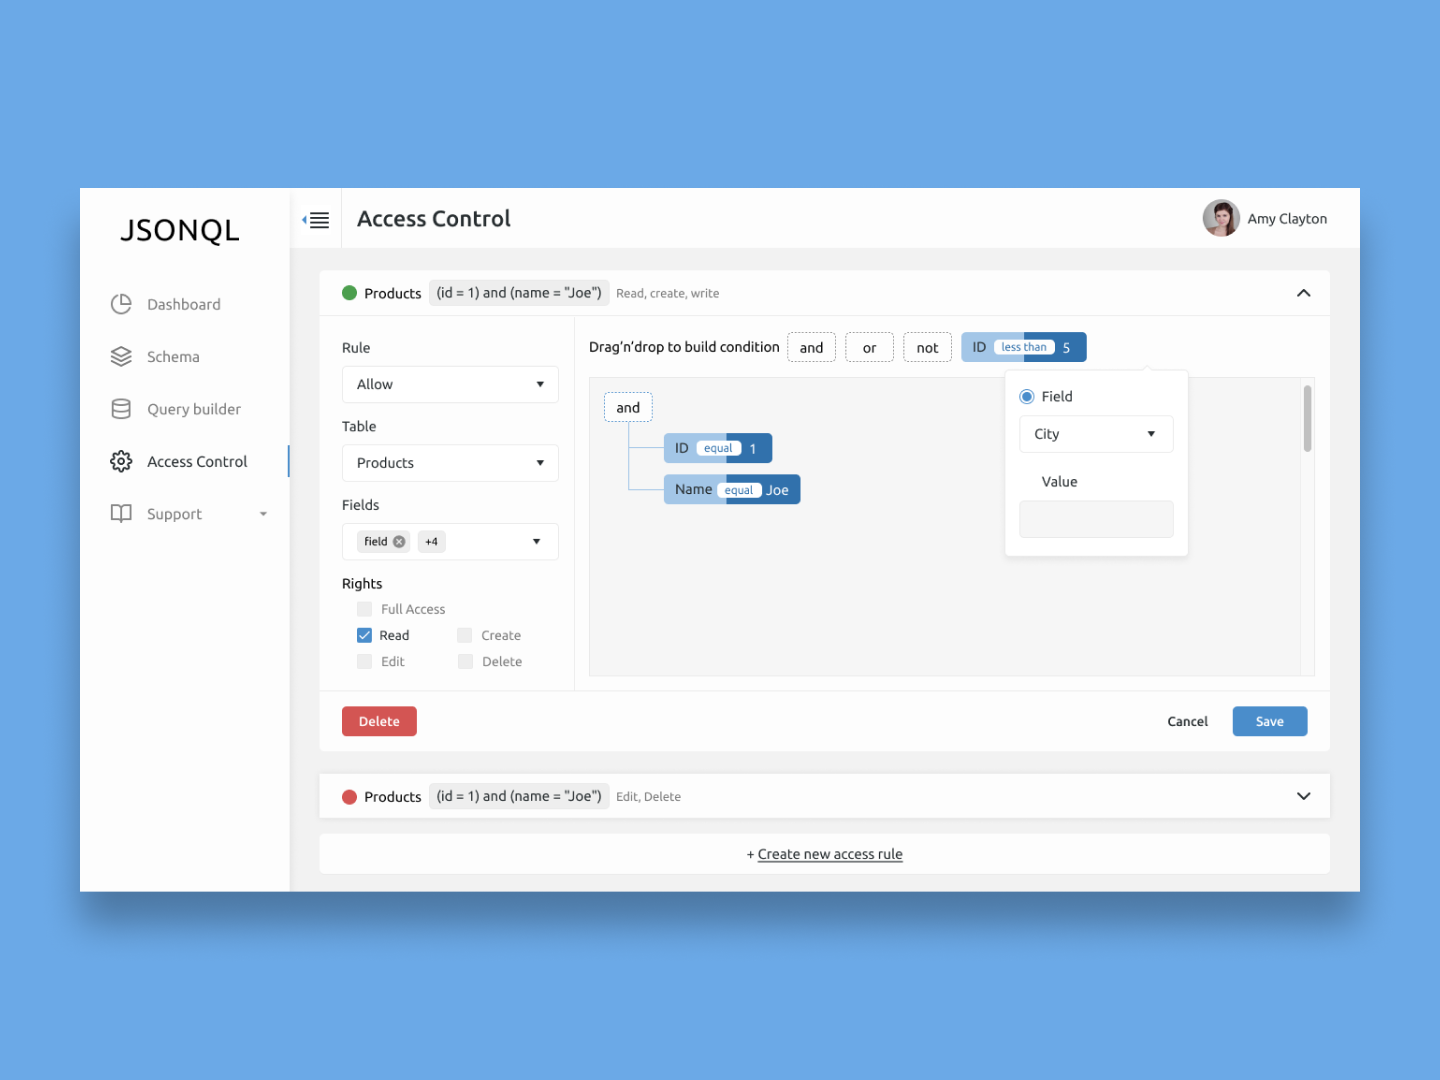 JSONQL
Dashboard
Schema
Query builder
Access Control
Support
Access Control
Amy Clayton
Products (id = 1) and (name = "Joe") Read, create, write
Rule
Allow
Table
Products
Fields
field +4
Rights
Full Access
Read Create
Edit Delete
Drag'n'drop to build condition and or not ID less than 5
and
ID equal 1
Name equal Joe
Field
City
Value
Delete Cancel Save
Products (id = 1) and (name = "Joe") Edit, Delete
+ Create new access rule